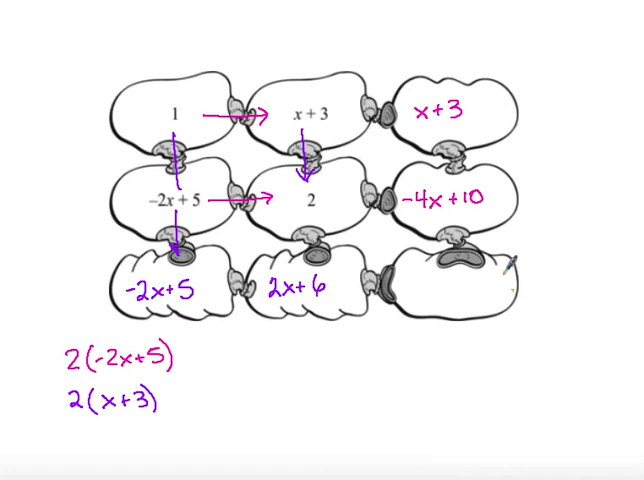 1 x + 3 x+3
–2x + 5 2 -4x+10
-2x+5 2x+6
2(-2x+5)
2(x+3)